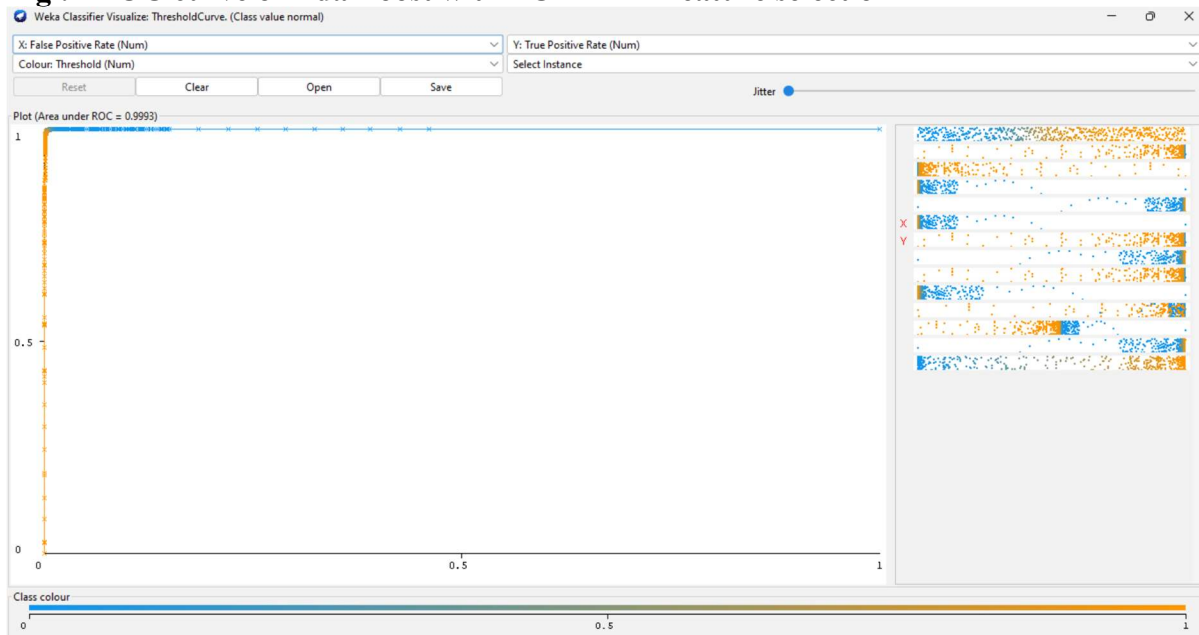 Weka Classifier Visualize: ThresholdCurve. (Class value normal)
X: False Positive Rate (Num)
Y: True Positive Rate (Num)
Colour: Threshold (Num)
Select Instance
Reset
Clear
Open
Save
Jitter
Plot (Area under ROC = 0.9993)
1
X
Y
0.5
0
0
0.5
1
Class colour
0
0.5
1